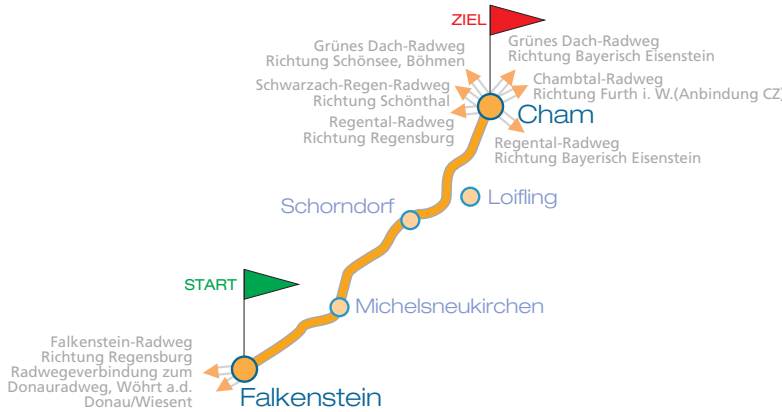 ZIEL
Grünes Dach-Radweg
Richtung Schönsee, Böhmen
Grünes Dach-Radweg
Richtung Bayerisch Eisenstein
Schwarzach-Regen-Radweg
Richtung Schönthal
Chambtal-Radweg
Richtung Furth i. W.(Anbindung CZ)
Regental-Radweg
Richtung Regensburg
Cham
Regental-Radweg
Richtung Bayerisch Eisenstein
Schorndorf
Loifling
START
Michelsneukirchen
Falkenstein-Radweg
Richtung Regensburg
Radwegeverbindung zum
Donauradweg, Wöhrt a.d.
Donau/Wiesent
Falkenstein